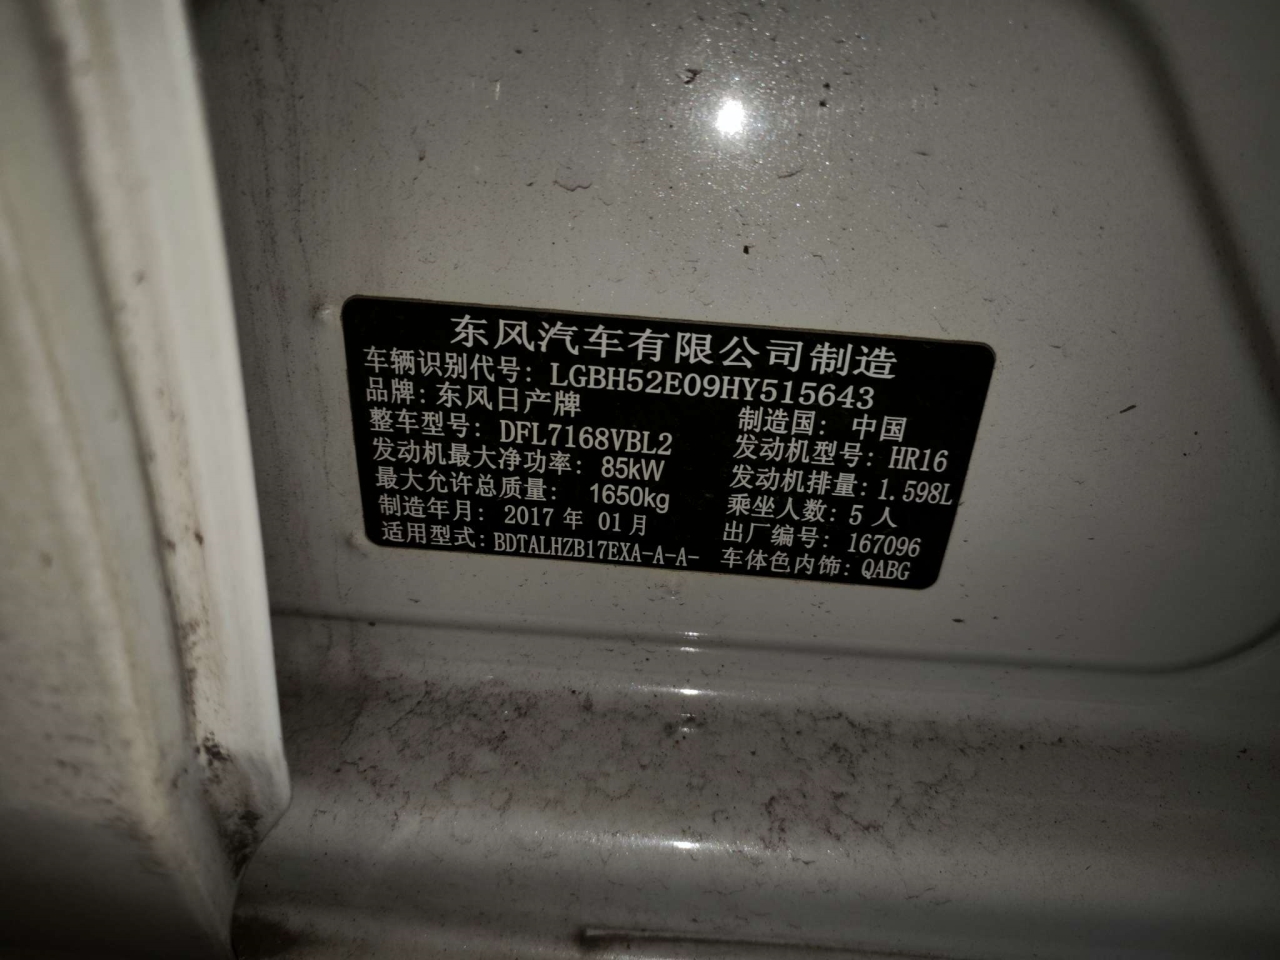 东风汽车有限公司制造
车辆识别代号: LGBH52E09HY515643
品牌: 东风日产牌 制造国: 中国
整车型号: DFL7168VBL2 发动机型号: HR16
发动机最大净功率: 85kW 发动机排量: 1.598L
最大允许总质量: 1650kg 乘坐人数: 5 人
制造年月: 2017 年 01 月 出厂编号: 167096
适用型式: BDTALHZB17EXA-A-A- 车体色内饰: QABG